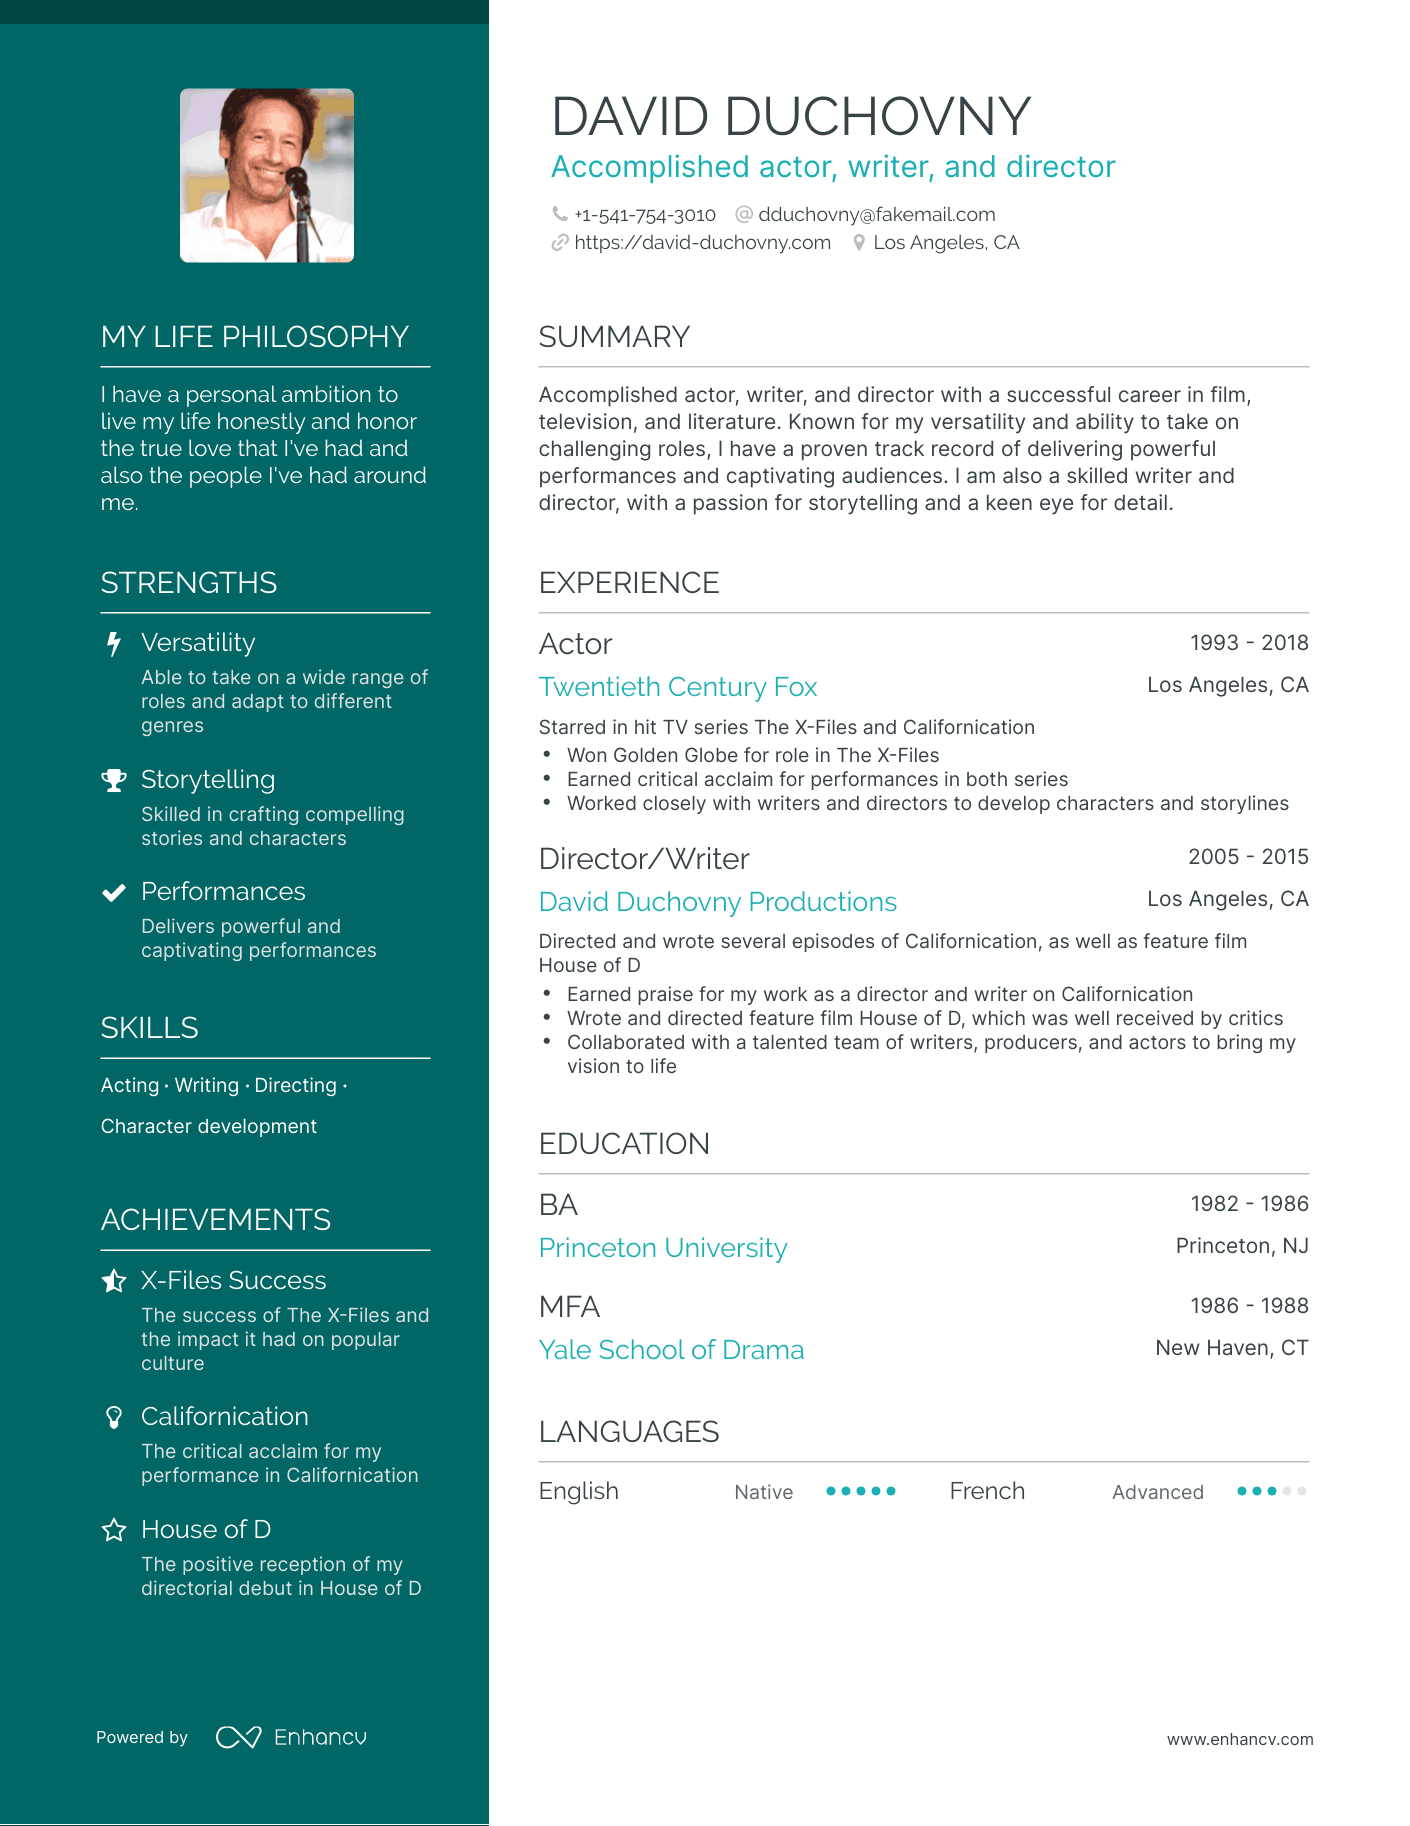 DAVID DUCHOVNY
Accomplished actor, writer, and director
+1-541-754-3010 dduchovny@fakemail.com
https://david-duchovny.com Los Angeles, CA
MY LIFE PHILOSOPHY
I have a personal ambition to
live my life honestly and honor
the true love that I've had and
also the people I've had around
me.
STRENGTHS
Versatility
Able to take on a wide range of
roles and adapt to different
genres
Storytelling
Skilled in crafting compelling
stories and characters
Performances
Delivers powerful and
captivating performances
SKILLS
Acting · Writing · Directing ·
Character development
ACHIEVEMENTS
X-Files Success
The success of The X-Files and
the impact it had on popular
culture
Californication
The critical acclaim for my
performance in Californication
House of D
The positive reception of my
directorial debut in House of D
SUMMARY
Accomplished actor, writer, and director with a successful career in film,
television, and literature. Known for my versatility and ability to take on
challenging roles, I have a proven track record of delivering powerful
performances and captivating audiences. I am also a skilled writer and
director, with a passion for storytelling and a keen eye for detail.
EXPERIENCE
Actor 1993 - 2018
Twentieth Century Fox Los Angeles, CA
Starred in hit TV series The X-Files and Californication
• Won Golden Globe for role in The X-Files
• Earned critical acclaim for performances in both series
• Worked closely with writers and directors to develop characters and storylines
Director/Writer 2005 - 2015
David Duchovny Productions Los Angeles, CA
Directed and wrote several episodes of Californication, as well as feature film
House of D
• Earned praise for my work as a director and writer on Californication
• Wrote and directed feature film House of D, which was well received by critics
• Collaborated with a talented team of writers, producers, and actors to bring my
vision to life
EDUCATION
BA 1982 - 1986
Princeton University Princeton, NJ
MFA 1986 - 1988
Yale School of Drama New Haven, CT
LANGUAGES
English Native French Advanced
Powered by Enhancv www.enhancv.com